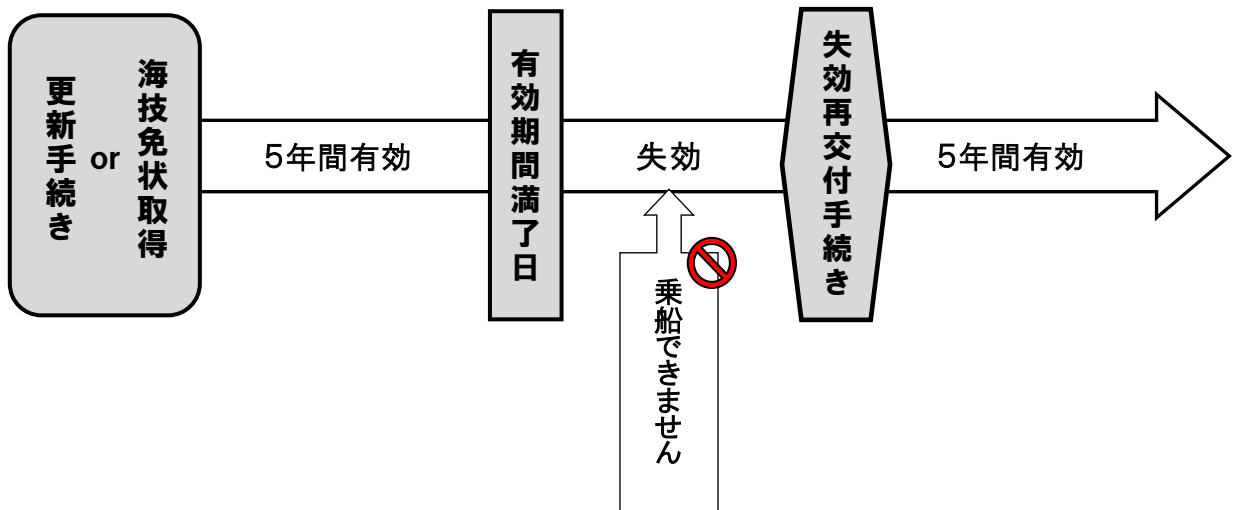 海技免状取得
or
更新手続き
5年間有効
有効期間満了日
失効
乗船できません
失効再交付手続き
5年間有効